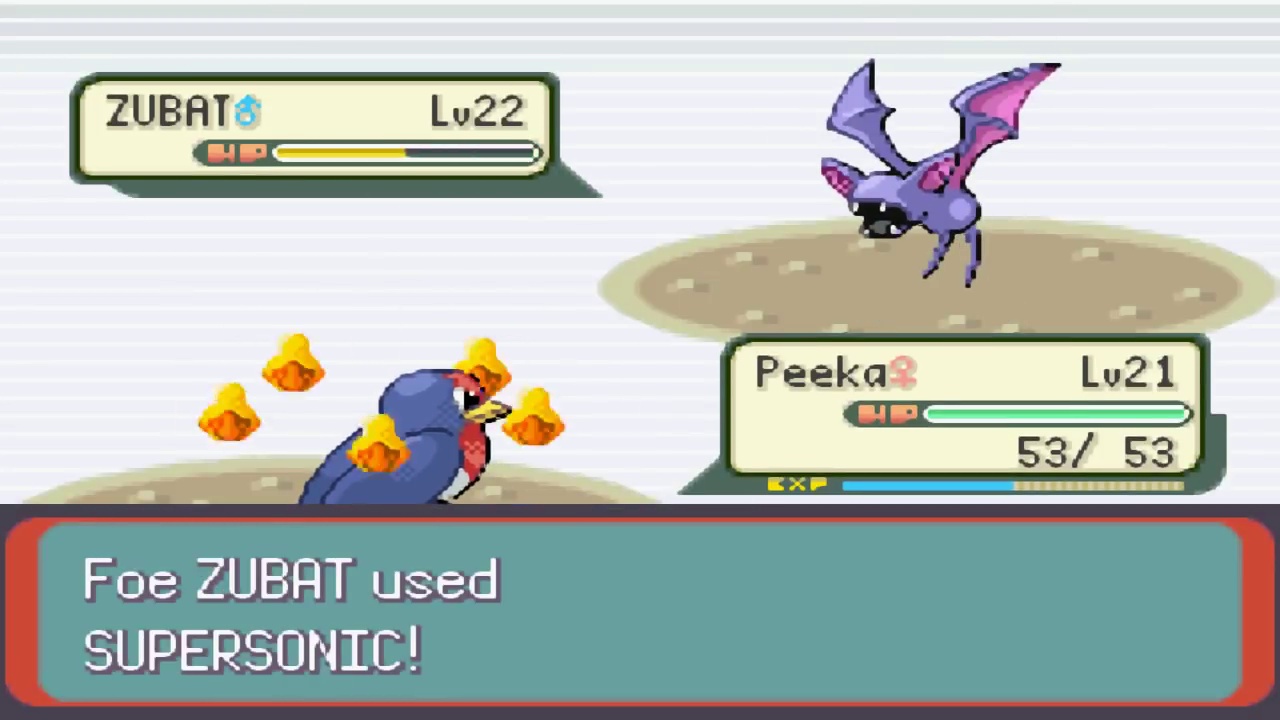 ZUBAT♂ Lv22
HP
Peeka♀ Lv21
HP
53/ 53
EXP
Foe ZUBAT used
SUPERSONIC!